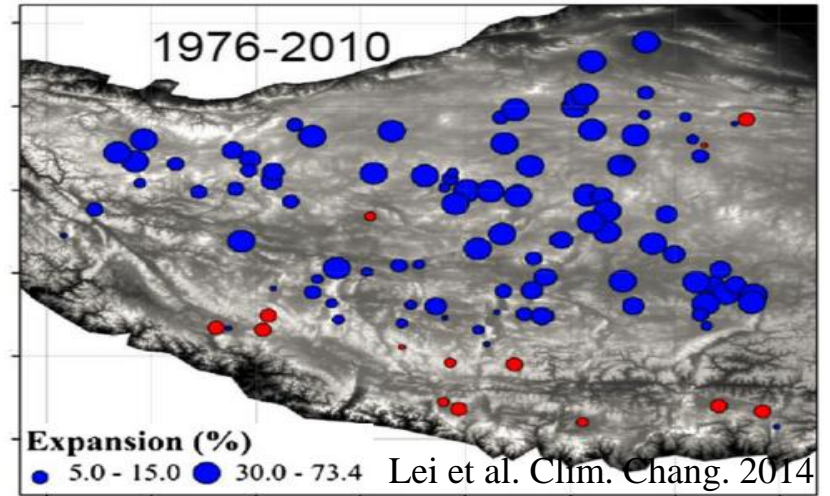 1976-2010
Expansion (%)
5.0 - 15.0 30.0 - 73.4
Lei et al. Clim. Chang. 2014